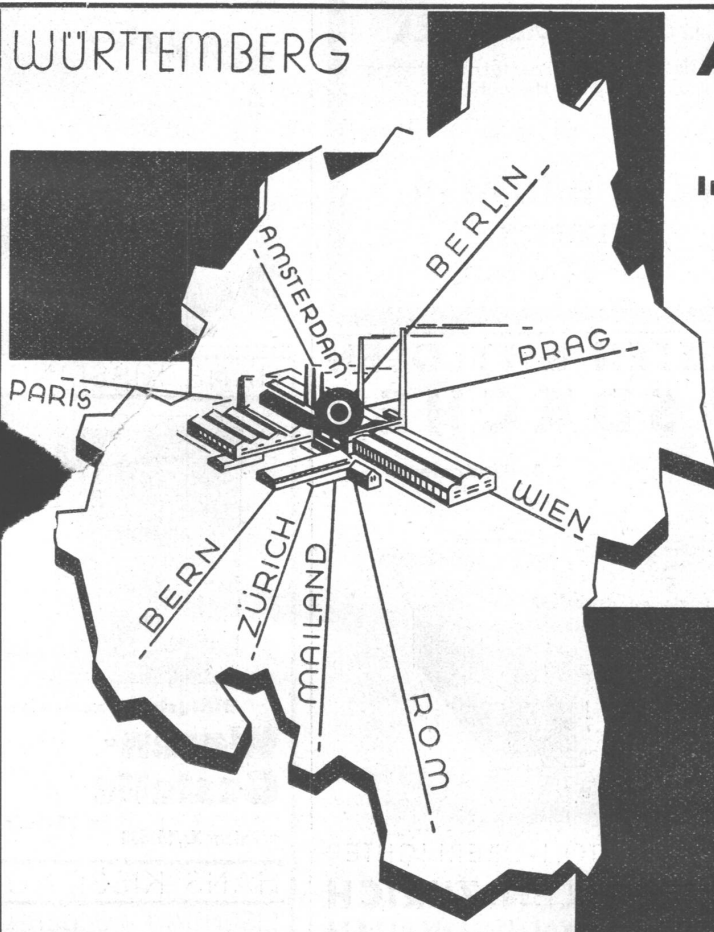 WÜRTTEMBERG
BERLIN
AMSTERDAM
PRAG
PARIS
WIEN
BERN
ZÜRICH
MAILAND
ROM